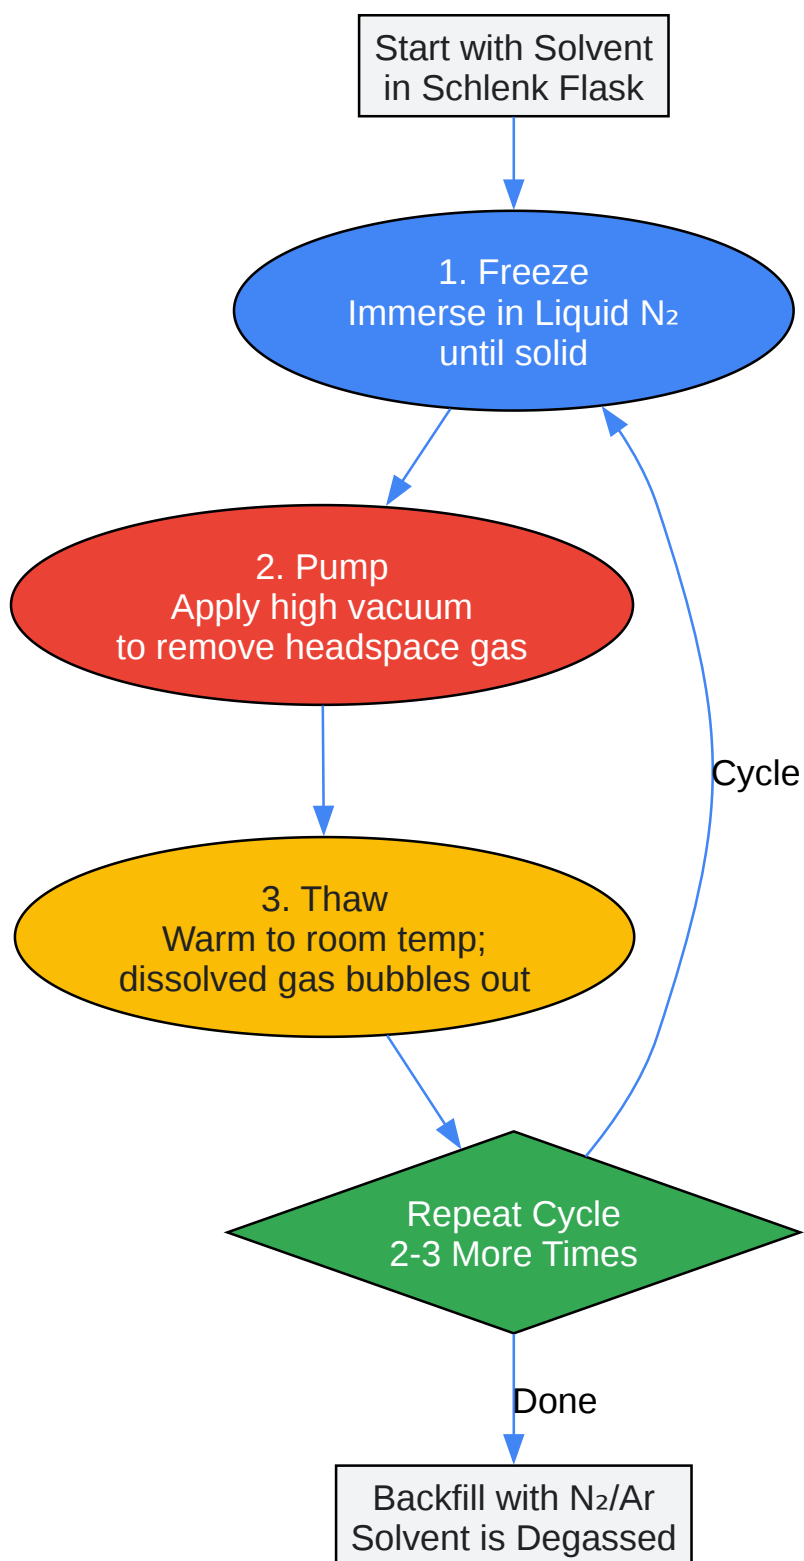 Start with Solvent
in Schlenk Flask
1. Freeze
Immerse in Liquid N₂
until solid
2. Pump
Apply high vacuum
to remove headspace gas
Cycle
3. Thaw
Warm to room temp;
dissolved gas bubbles out
Repeat Cycle
2-3 More Times
Done
Backfill with N₂/Ar
Solvent is Degassed